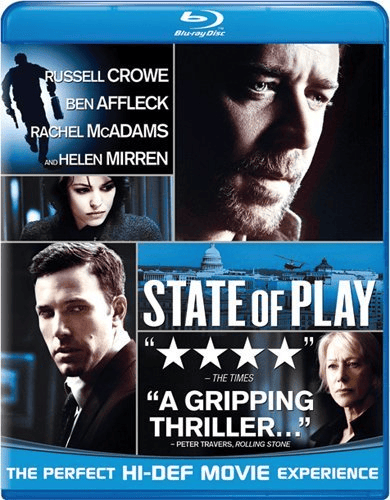 Blu-ray Disc
RUSSELL CROWE
BEN AFFLECK
RACHEL McADAMS
AND HELEN MIRREN
STATE OF PLAY
"★★★★"
– THE TIMES
"A GRIPPING
THRILLER..."
– PETER TRAVERS, ROLLING STONE
THE PERFECT HI-DEF MOVIE EXPERIENCE